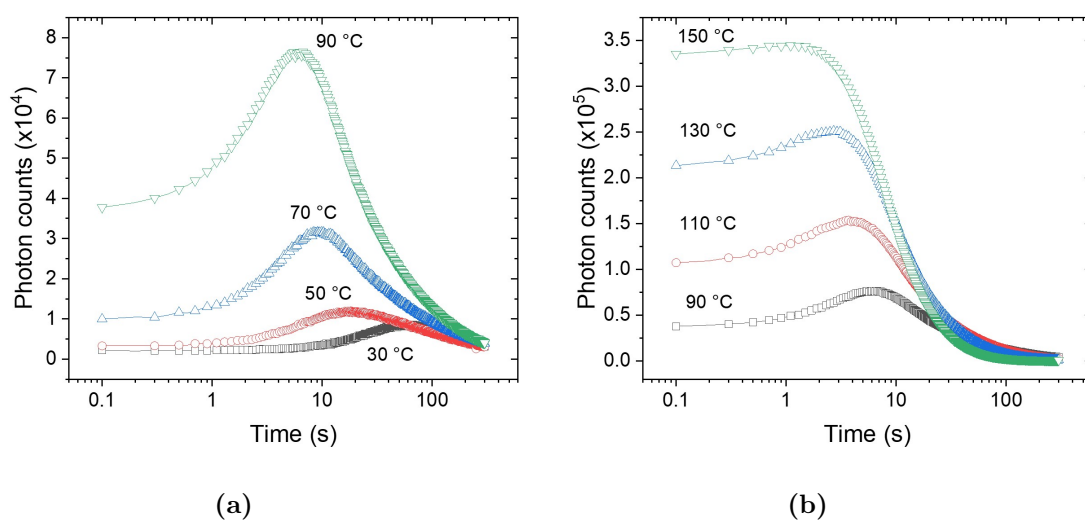 90 °C
70 °C
50 °C
30 °C
8
7
6
5
4
3
2
1
0
Photon counts (x10⁴)
0.1 1 10 100
Time (s)
(a)
150 °C
130 °C
110 °C
90 °C
3.5
3.0
2.5
2.0
1.5
1.0
0.5
0.0
Photon counts (x10⁵)
0.1 1 10 100
Time (s)
(b)